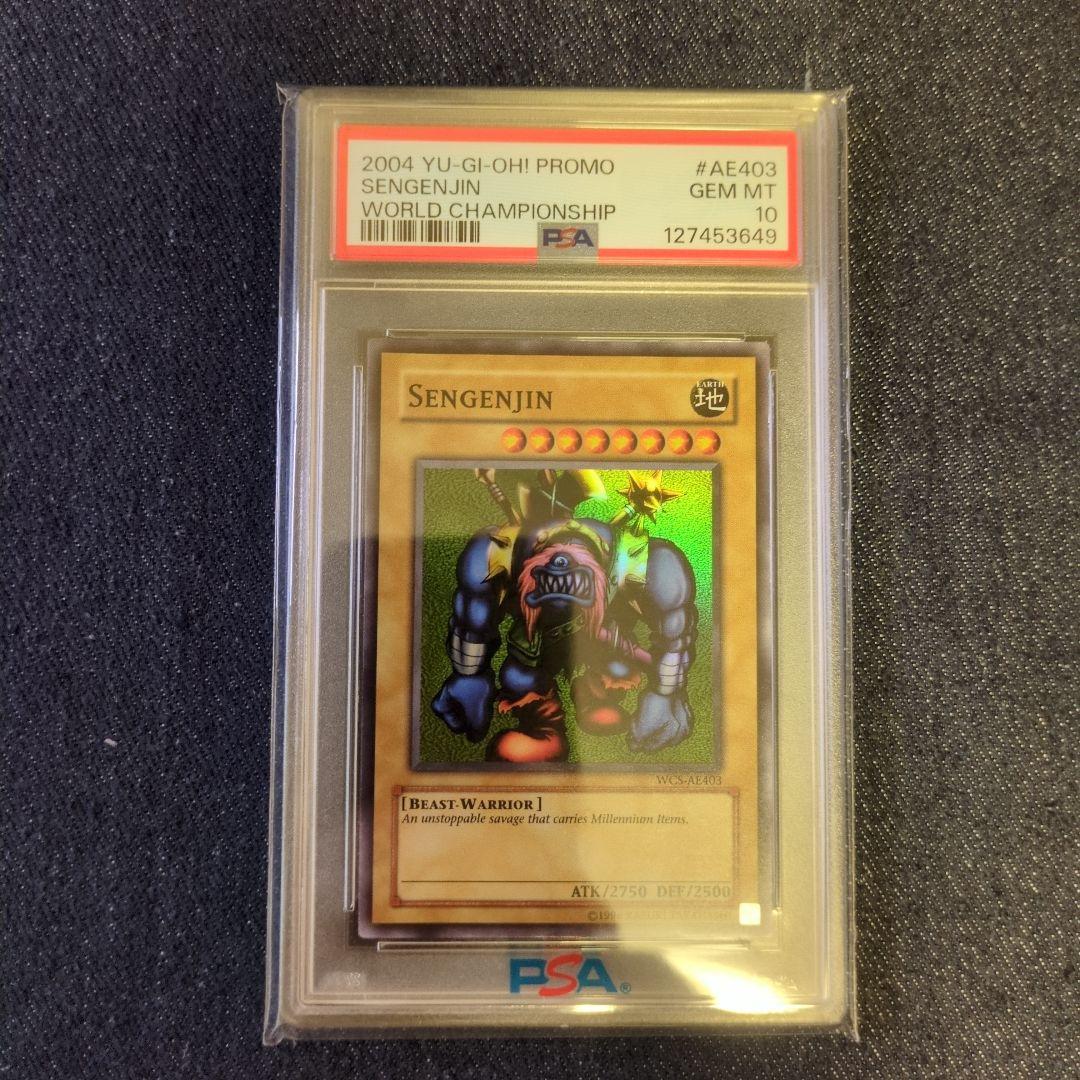 2004 YU-GI-OH! PROMO #AE403
SENGENJIN GEM MT
WORLD CHAMPIONSHIP 10
PSA 127453649
SENGENJIN
EARTH
地
WCS-AE403
[BEAST-WARRIOR]
An unstoppable savage that carries Millennium Items.
ATK/2750 DEF/2500
PSA®